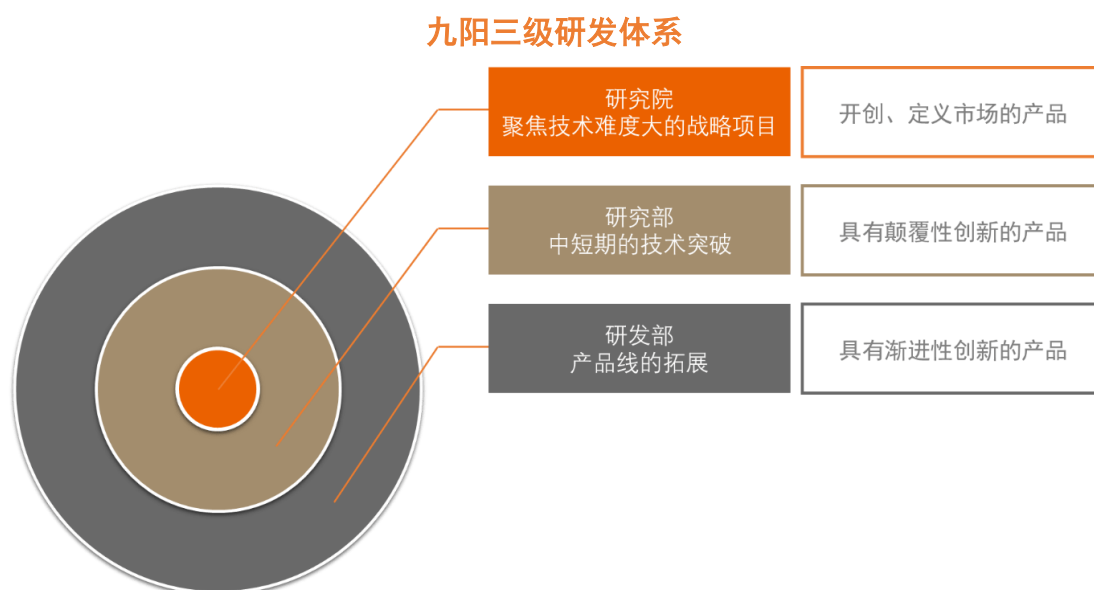 九阳三级研发体系
研究院
聚焦技术难度大的战略项目
开创、定义市场的产品
研究部
中短期的技术突破
具有颠覆性创新的产品
研发部
产品线的拓展
具有渐进性创新的产品